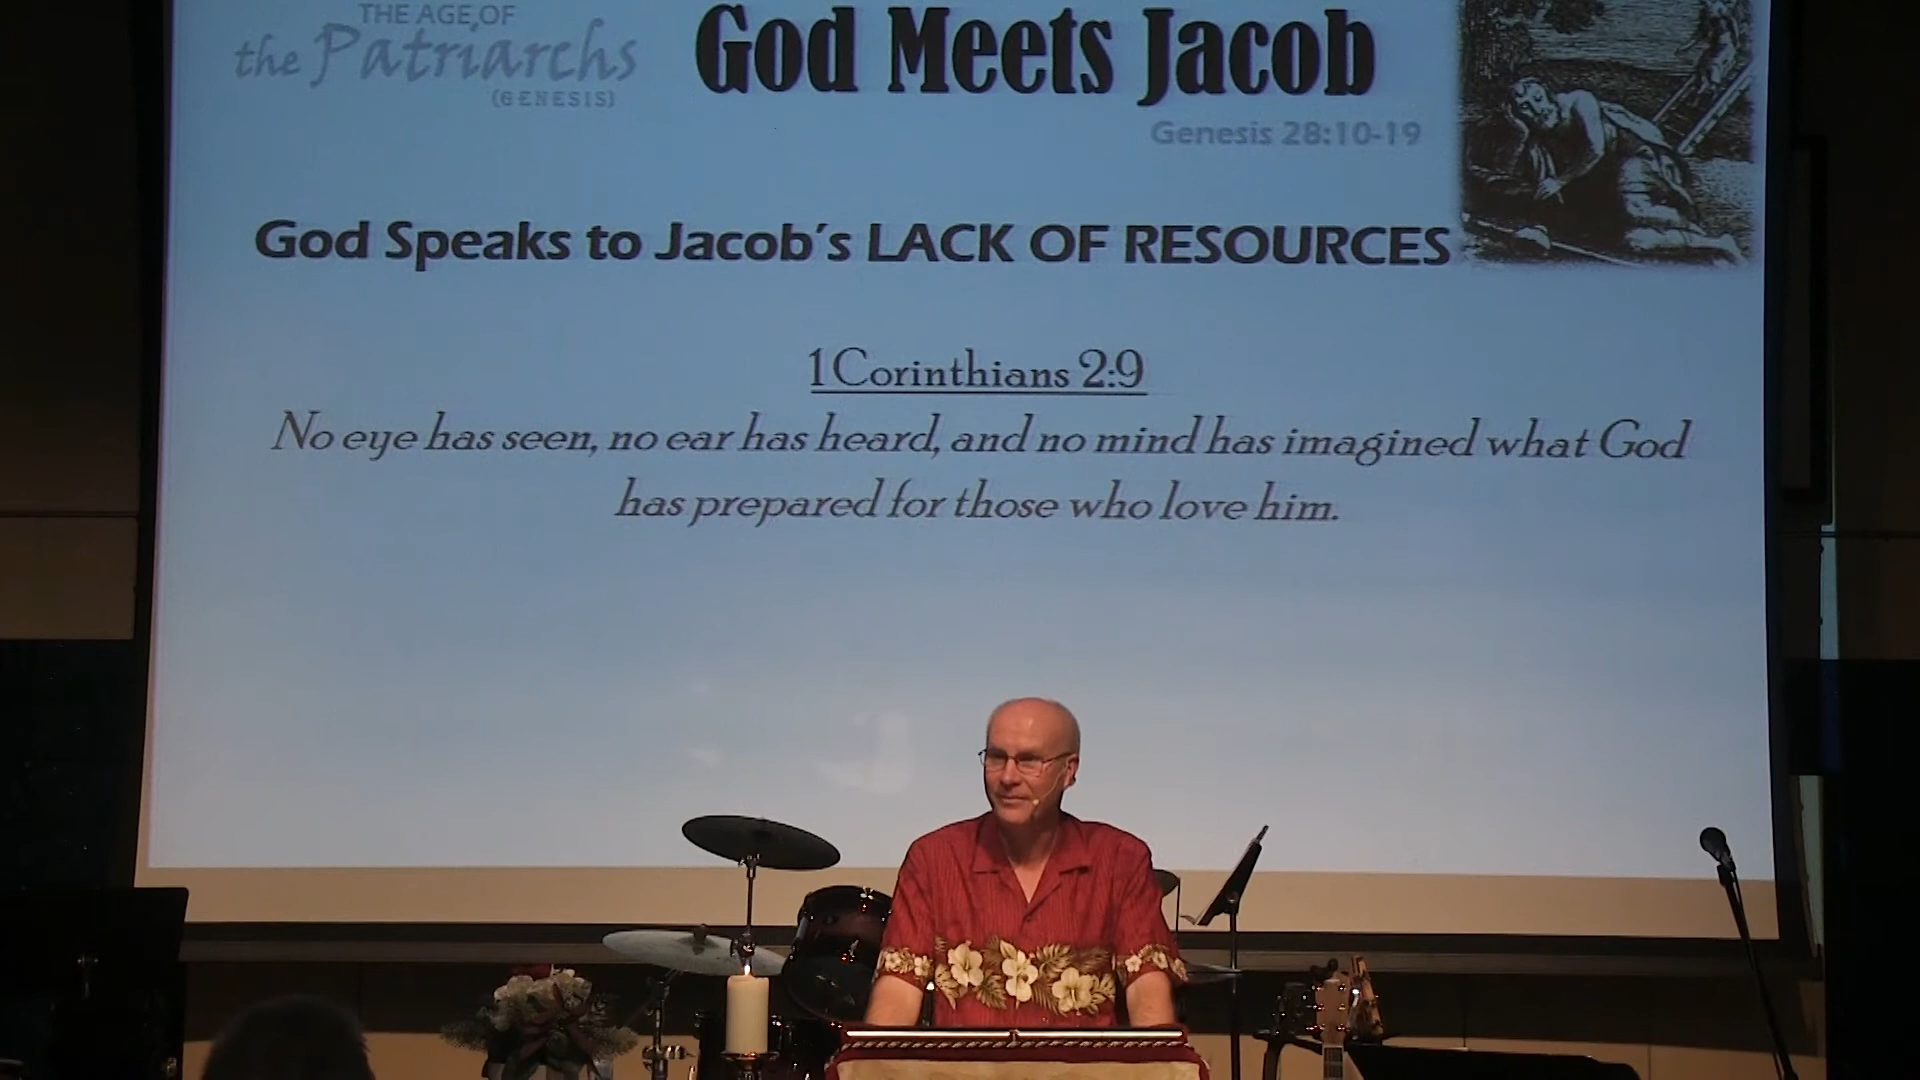 THE AGE OF
the Patriarchs
(GENESIS)
God Meets Jacob
Genesis 28:10-19
God Speaks to Jacob's LACK OF RESOURCES
1 Corinthians 2:9
No eye has seen, no ear has heard, and no mind has imagined what God
has prepared for those who love him.